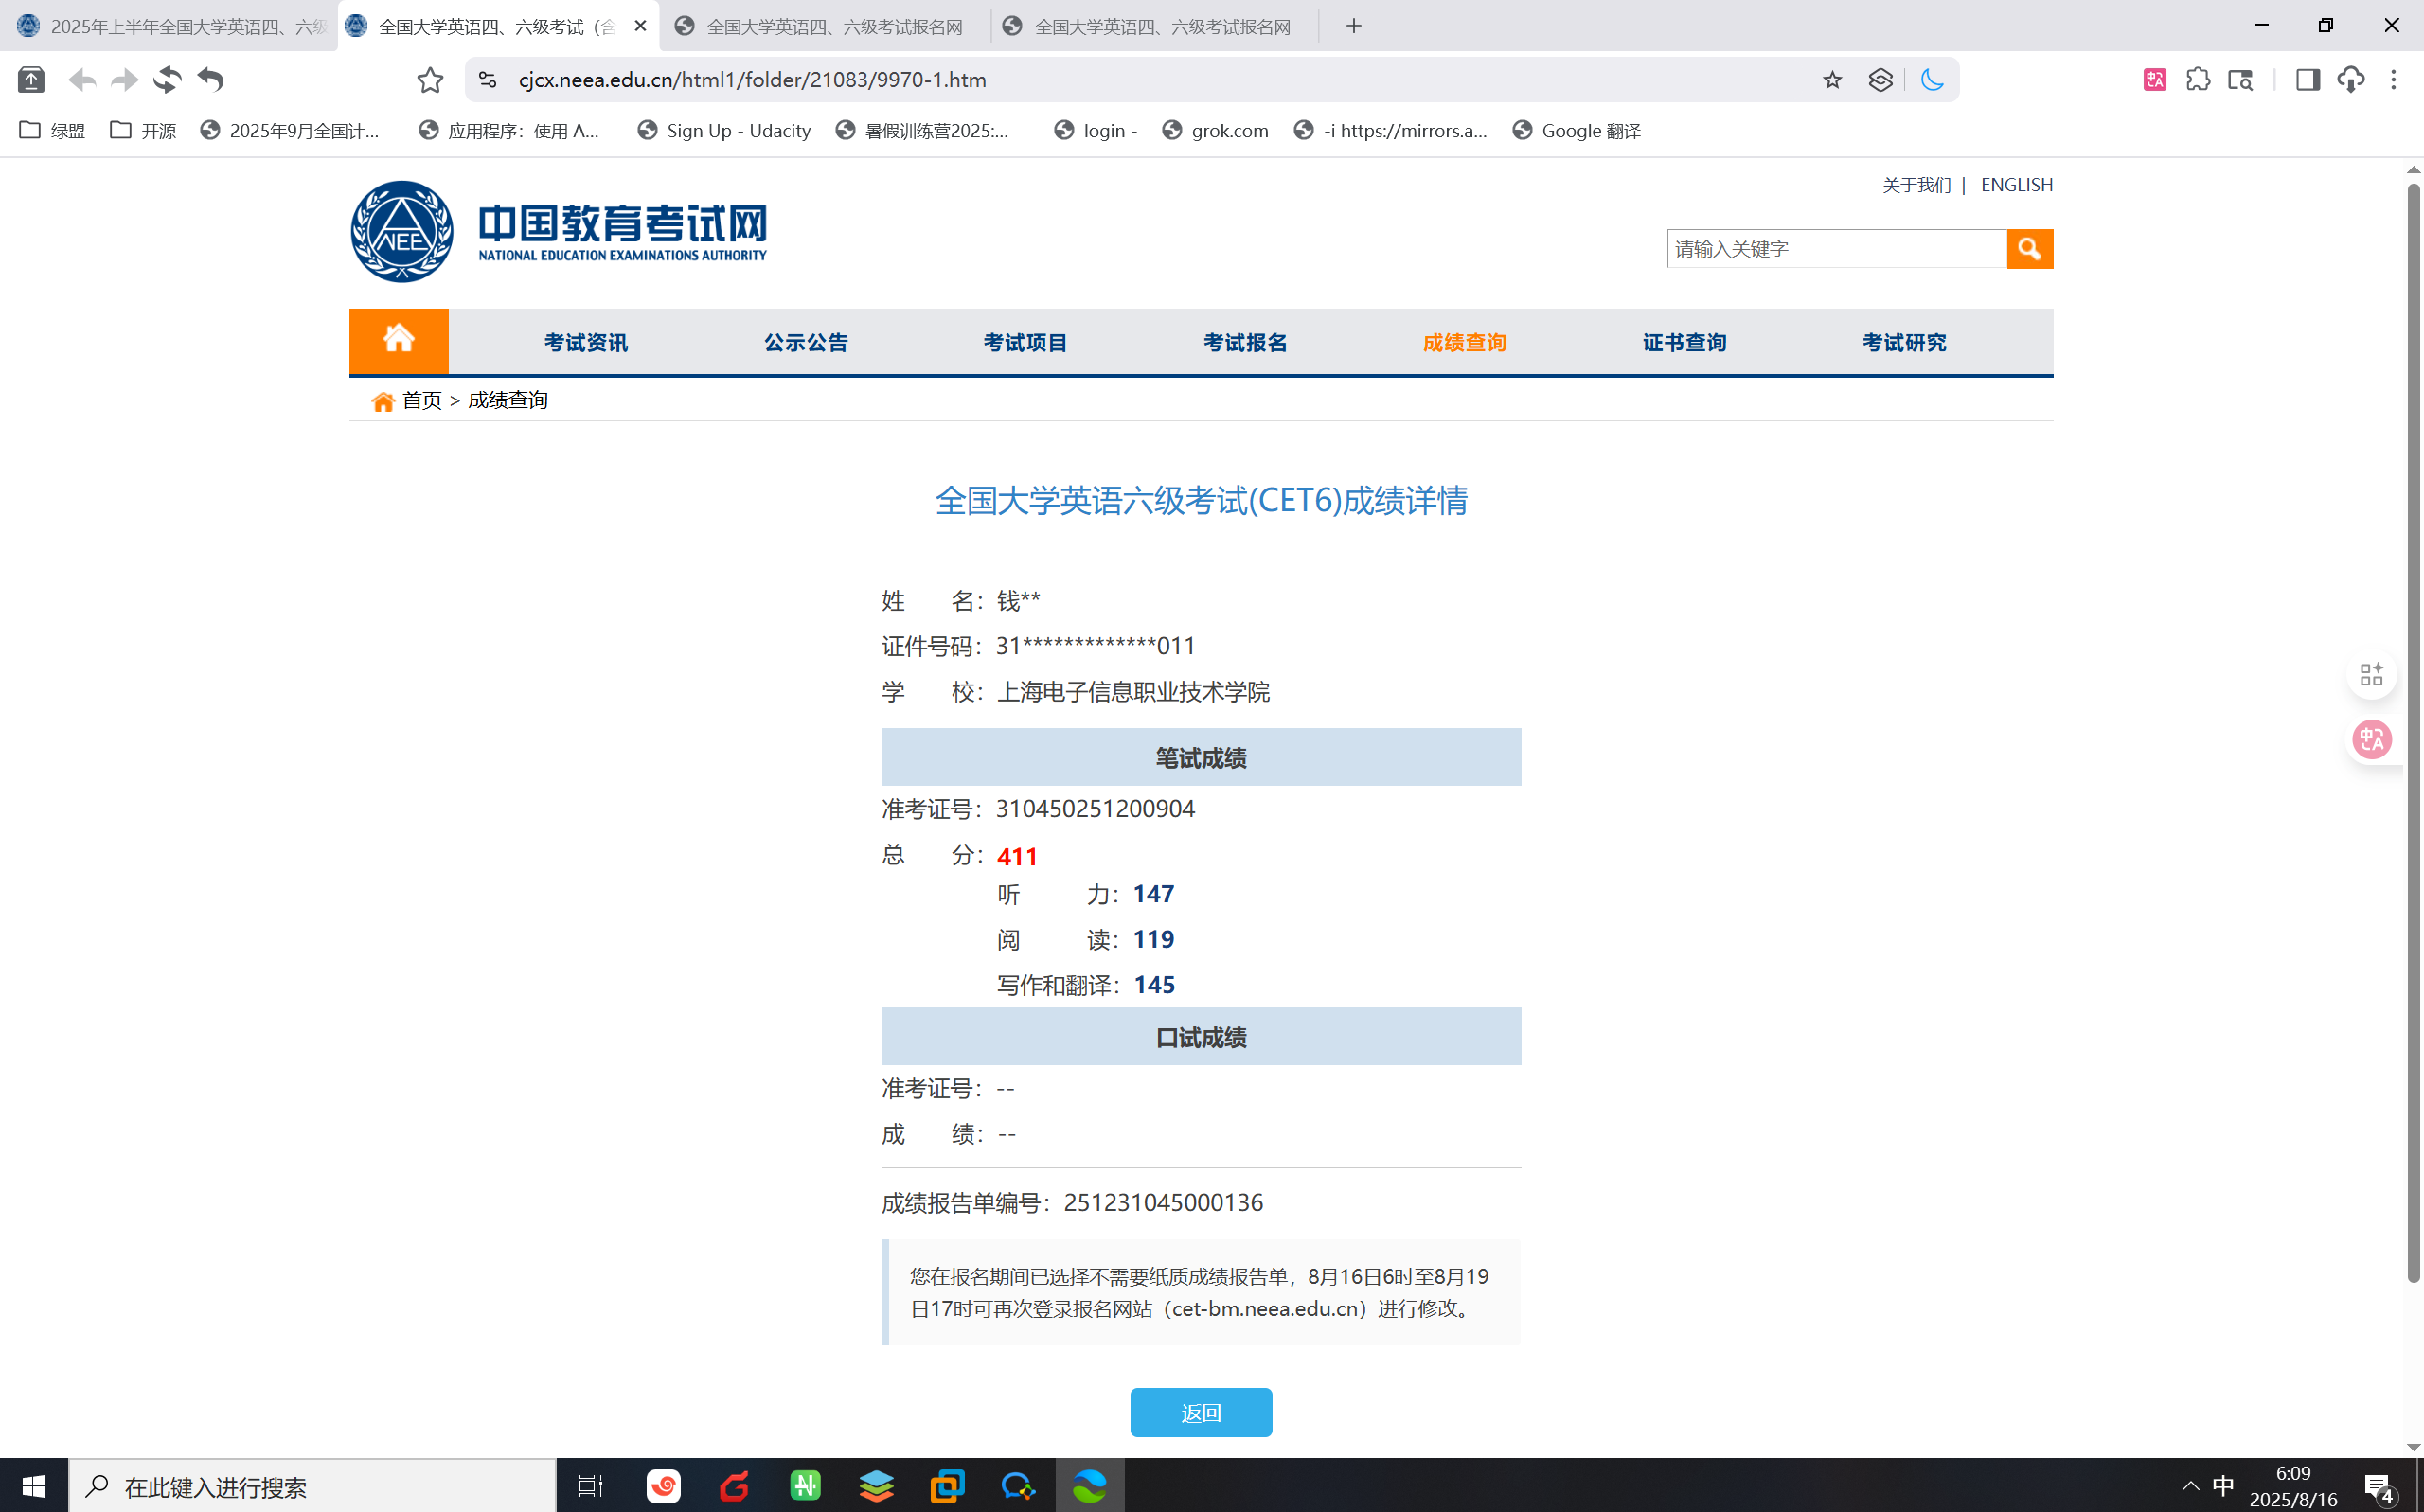 2025年上半年全国大学英语四、六级
全国大学英语四、六级考试（含
全国大学英语四、六级考试报名网
全国大学英语四、六级考试报名网
cjcx.neea.edu.cn/html1/folder/21083/9970-1.htm
绿盟
开源
2025年9月全国计...
应用程序：使用 A...
Sign Up - Udacity
暑假训练营2025:...
login -
grok.com
-i https://mirrors.a...
Google 翻译
关于我们 | ENGLISH
NEE
中国教育考试网
NATIONAL EDUCATION EXAMINATIONS AUTHORITY
请输入关键字
考试资讯 公示公告 考试项目 考试报名 成绩查询 证书查询 考试研究
首页 > 成绩查询
全国大学英语六级考试(CET6)成绩详情
姓 名：钱**
证件号码：31*************011
学 校：上海电子信息职业技术学院
笔试成绩
准考证号：310450251200904
总 分：411
听 力：147
阅 读：119
写作和翻译：145
口试成绩
准考证号：--
成 绩：--
成绩报告单编号：251231045000136
您在报名期间已选择不需要纸质成绩报告单，8月16日6时至8月19
日17时可再次登录报名网站（cet-bm.neea.edu.cn）进行修改。
返回
在此键入进行搜索
中
6:09
2025/8/16
4